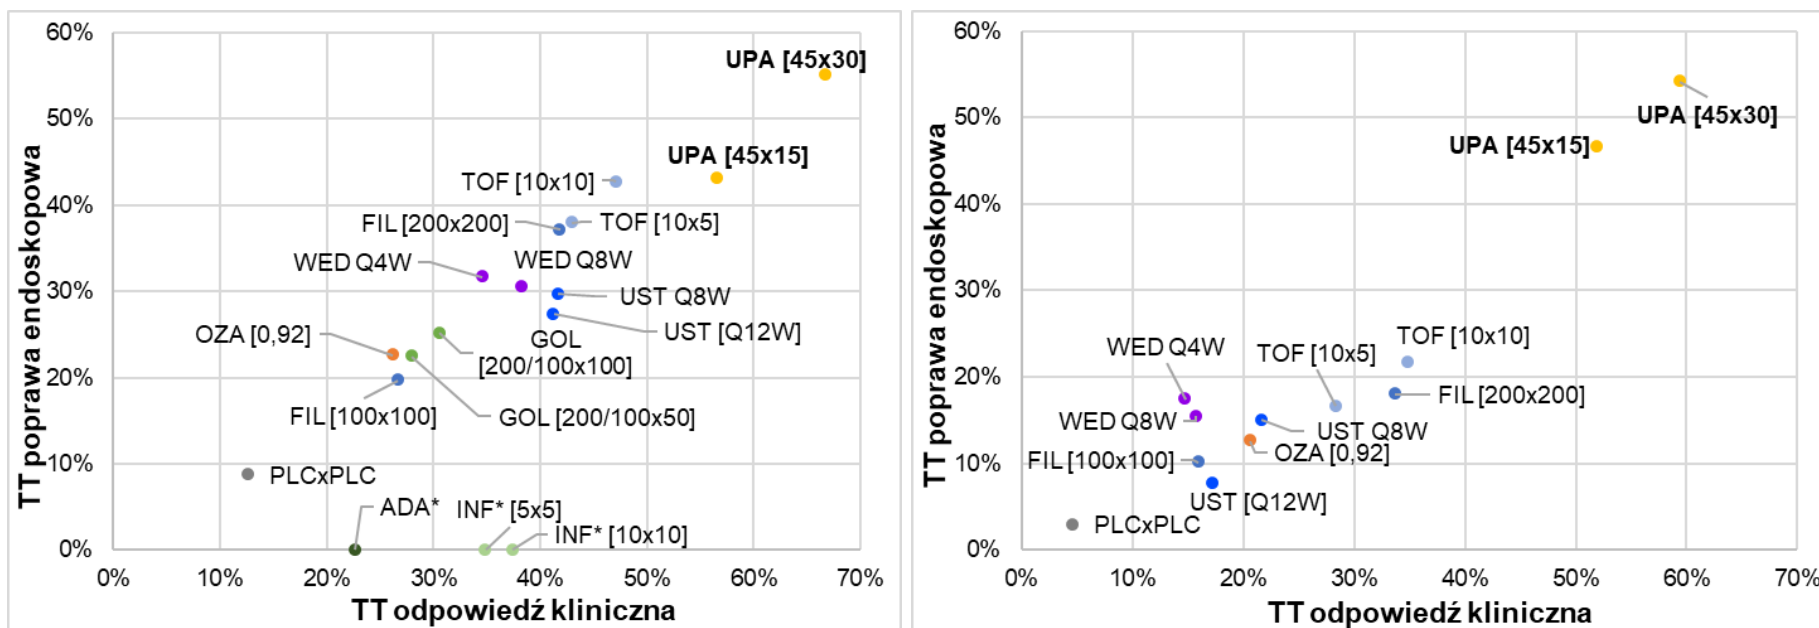 60%
50%
40%
30%
20%
10%
0%
TT poprawa endoskopowa
UPA [45x30]
UPA [45x15]
TOF [10x10]
FIL [200x200]
TOF [10x5]
WED Q4W
WED Q8W
UST Q8W
OZA [0,92]
UST [Q12W]
GOL
[200/100x100]
FIL [100x100]
GOL [200/100x50]
PLCxPLC
ADA*
INF* [5x5]
INF* [10x10]
0%
10%
20%
30%
40%
50%
60%
70%
TT odpowiedź kliniczna
60%
50%
40%
30%
20%
10%
0%
TT poprawa endoskopowa
UPA [45x30]
UPA [45x15]
TOF [10x10]
WED Q4W
TOF [10x5]
FIL [200x200]
WED Q8W
UST Q8W
OZA [0,92]
FIL [100x100]
UST [Q12W]
PLCxPLC
0%
10%
20%
30%
40%
50%
60%
70%
TT odpowiedź kliniczna